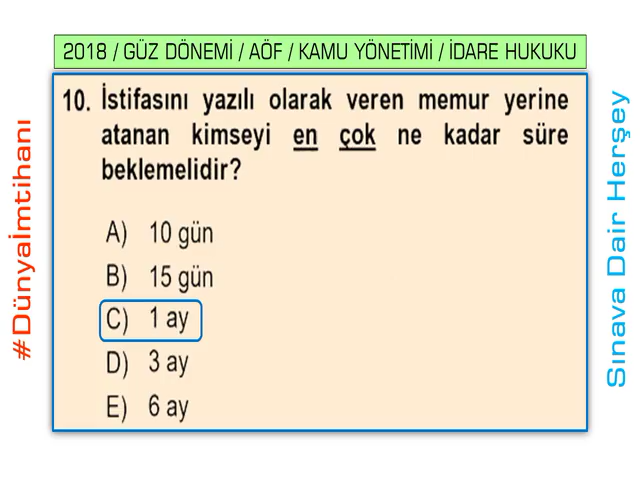 2018 / GÜZ DÖNEMİ / AÖF / KAMU YÖNETİMİ / İDARE HUKUKU
10. İstifasını yazılı olarak veren memur yerine
atanan kimseyi en çok ne kadar süre
beklemelidir?
A) 10 gün
B) 15 gün
C) 1 ay
D) 3 ay
E) 6 ay
#Dünyaİmtihanı
Sınava Dair Herşey